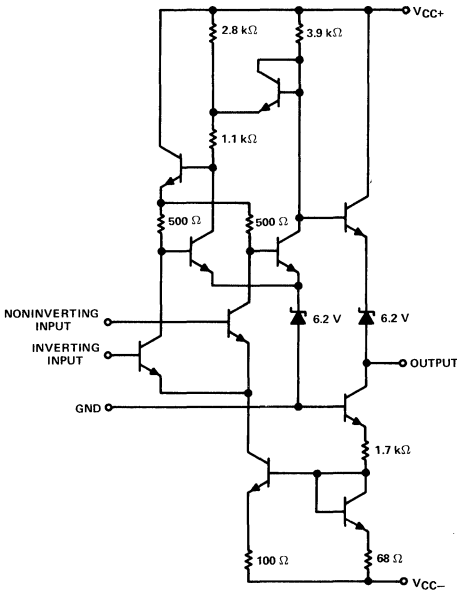 VCC+
2.8 kΩ
3.9 kΩ
1.1 kΩ
500 Ω
500 Ω
NONINVERTING
INPUT
6.2 V
6.2 V
INVERTING
INPUT
OUTPUT
GND
1.7 kΩ
100 Ω
68 Ω
VCC–